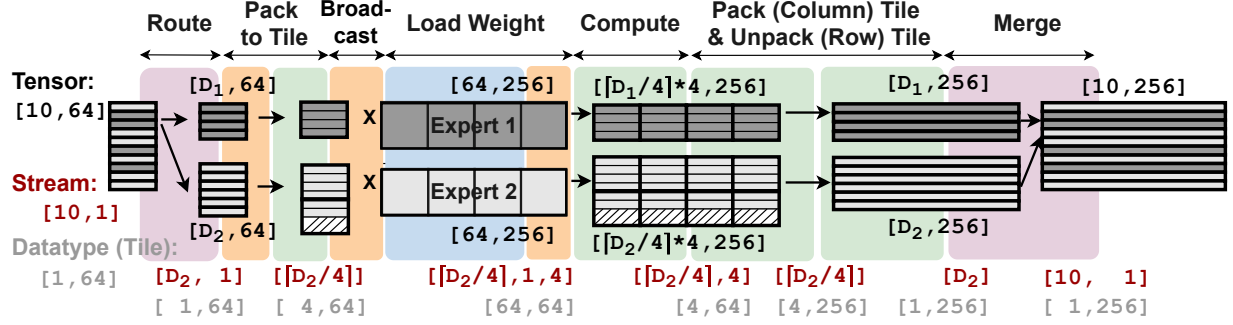 Route
Pack
to Tile
Broad-
cast
Load Weight
Compute
Pack (Column) Tile
& Unpack (Row) Tile
Merge
Tensor:
[10,64]
[D₁,64]
[64,256]
[⌈D₁/4⌉*4,256]
[D₁,256]
[10,256]
x
Expert 1
x
Expert 2
Stream:
[10,1]
[D₂,64]
[64,256]
[⌈D₂/4⌉*4,256]
[D₂,256]
Datatype (Tile):
[1,64]
[D₂, 1]
[⌈D₂/4⌉]
[⌈D₂/4⌉,1,4]
[⌈D₂/4⌉,4]
[⌈D₂/4⌉]
[D₂]
[10, 1]
[ 1,64]
[ 4,64]
[64,64]
[4,64]
[4,256]
[1,256]
[ 1,256]